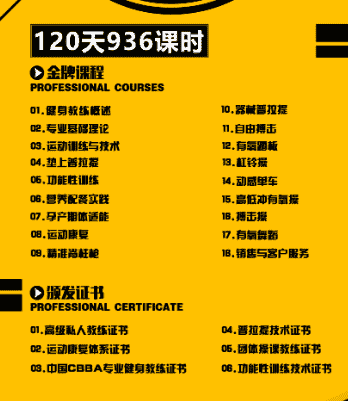 120天936课时
金牌课程
PROFESSIONAL COURSES
01.健身教练概述
02.专业基础理论
03.运动训练与技术
04.垫上普拉提
05.功能性训练
06.营养配餐实践
07.孕产期体适能
08.运动康复
09.精准脊柱枪
10.器械普拉提
11.自由搏击
12.有氧踏板
13.杠铃操
14.动感单车
15.高低冲有氧操
16.搏击操
17.有氧舞蹈
18.销售与客户服务
颁发证书
PROFESSIONAL CERTIFICATE
01.高级私人教练证书
02.运动康复体系证书
03.中国CBBA专业健身教练证书
04.普拉提技术证书
05.团体操课教练证书
06.功能性训练技术证书